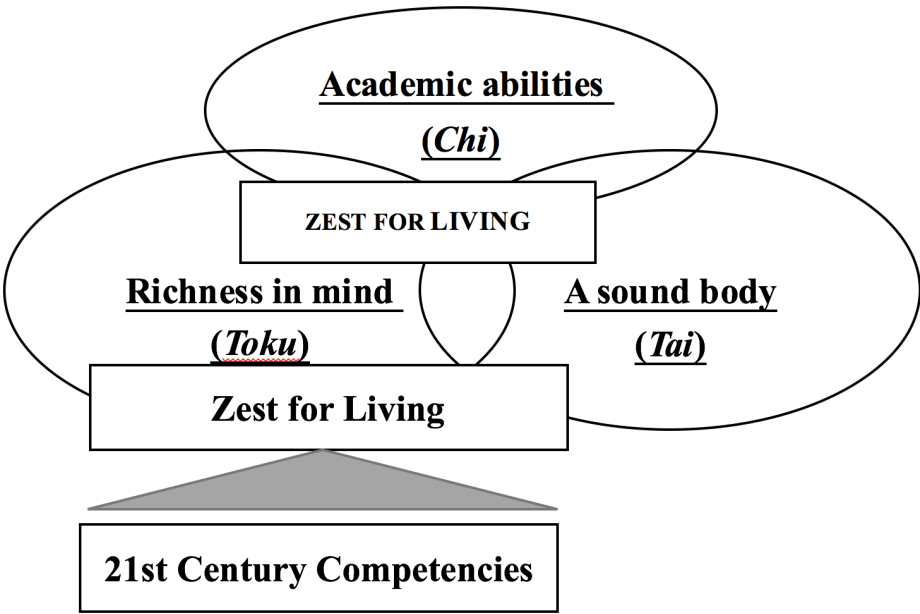 Academic abilities
(Chi)
ZEST FOR LIVING
Richness in mind
(Toku)
A sound body
(Tai)
Zest for Living
21st Century Competencies